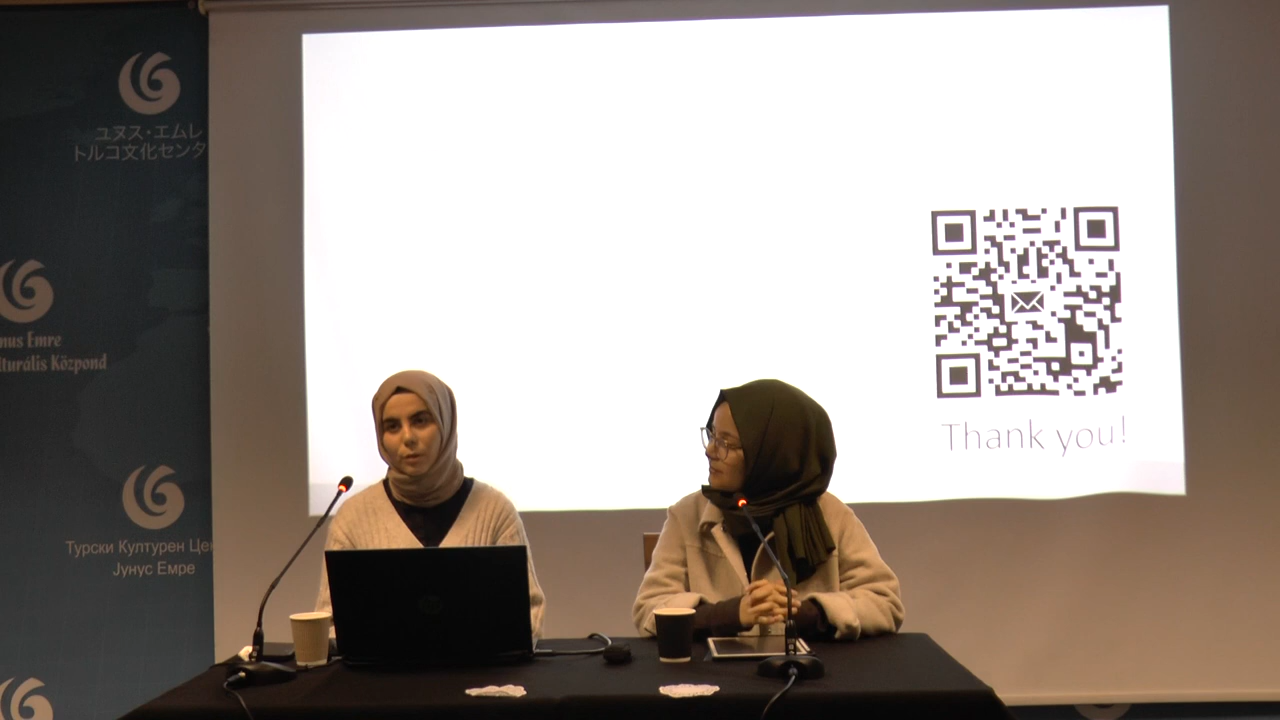 ユヌス・エムレ
トルコ文化センタ
nus Emre
lturális Központ
Турски Културен Це
Јунус Емре
Thank you!